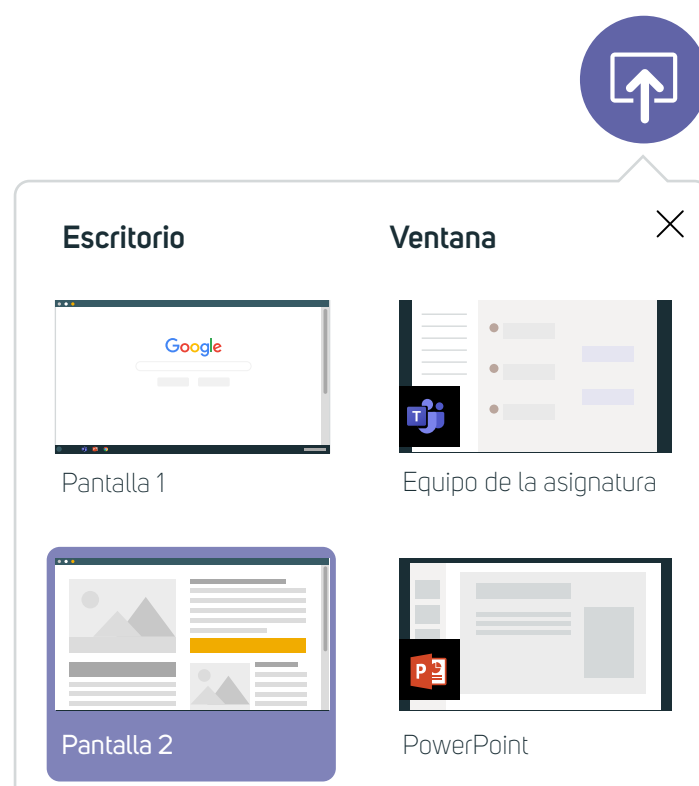 Escritorio
Ventana
Google
T
Pantalla 1
Equipo de la asignatura
P
Pantalla 2
PowerPoint